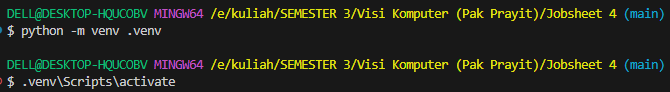 DELL@DESKTOP-HQUCOBV MINGW64 /e/kuliah/SEMESTER 3/Visi Komputer (Pak Prayit)/Jobsheet 4 (main)
$ python -m venv .venv
DELL@DESKTOP-HQUCOBV MINGW64 /e/kuliah/SEMESTER 3/Visi Komputer (Pak Prayit)/Jobsheet 4 (main)
$ .venv\Scripts\activate